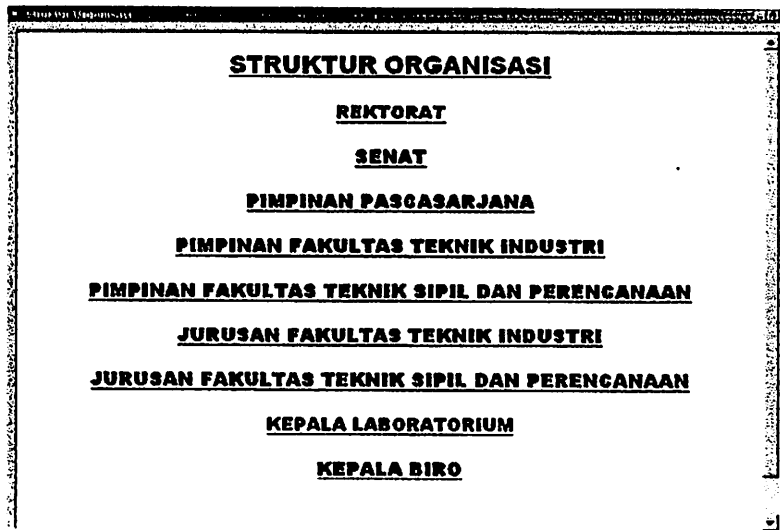 STRUKTUR ORGANISASI
REKTORAT
SENAT
PIMPINAN PASCASARJANA
PIMPINAN FAKULTAS TEKNIK INDUSTRI
PIMPINAN FAKULTAS TEKNIK SIPIL DAN PERENCANAAN
JURUSAN FAKULTAS TEKNIK INDUSTRI
JURUSAN FAKULTAS TEKNIK SIPIL DAN PERENCANAAN
KEPALA LABORATORIUM
KEPALA BIRO